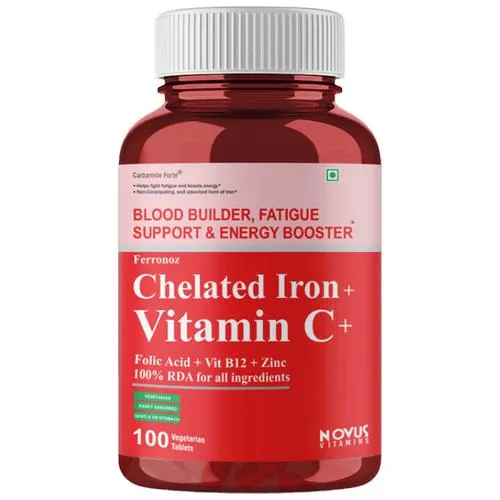 Carbamide Forte®
• Helps fight fatigue and boosts energy*
• Non-Constipating, well absorbed form of Iron*
BLOOD BUILDER, FATIGUE
SUPPORT & ENERGY BOOSTER*
Ferronoz
Chelated Iron+
Vitamin C+
Folic Acid + Vit B12 + Zinc
100% RDA for all ingredients
VEGETARIAN
EASILY ABSORBED
GENTLE ON STOMACH
100 Vegetarian
Tablets
NOVUS
VITAMINS